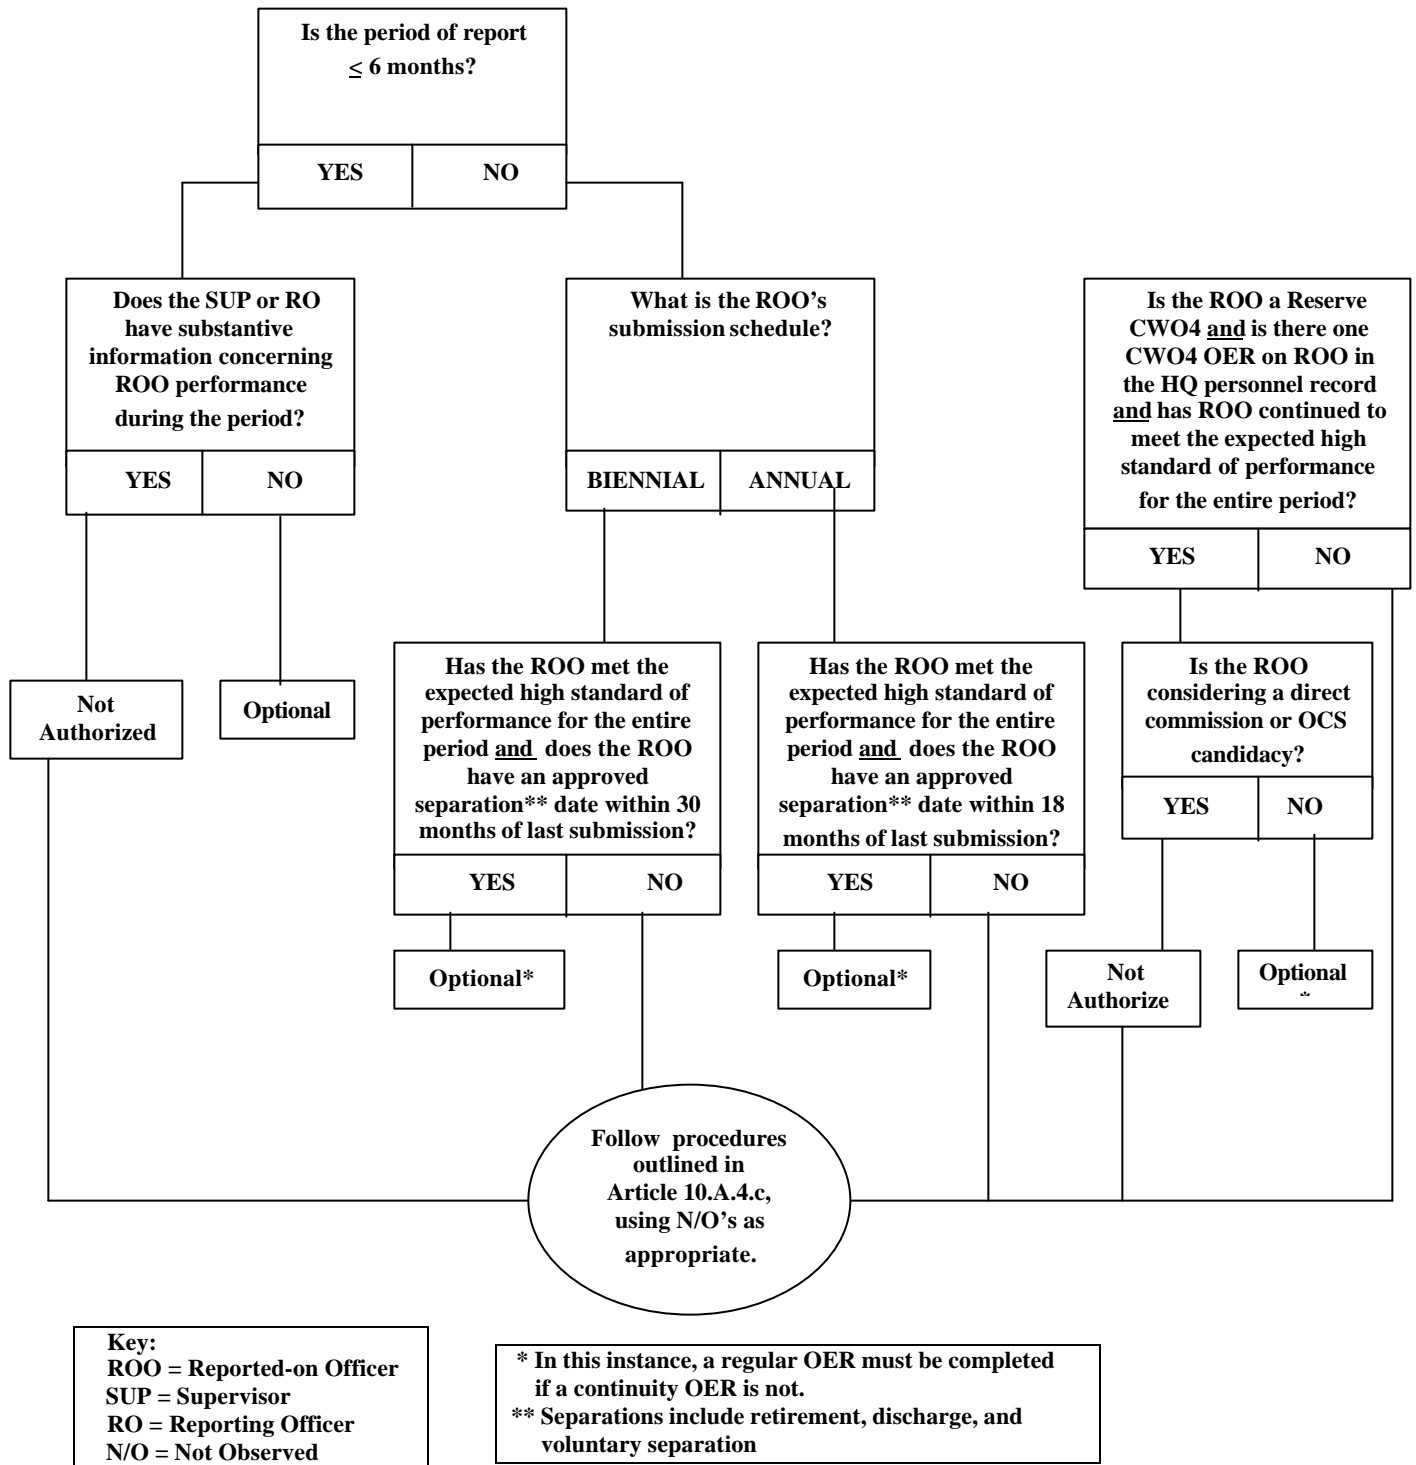 Is the period of report
≤ 6 months?
YES
NO
Does the SUP or RO
have substantive
information concerning
ROO performance
during the period?
YES
NO
What is the ROO’s
submission schedule?
BIENNIAL
ANNUAL
Is the ROO a Reserve
CWO4 and is there one
CWO4 OER on ROO in
the HQ personnel record
and has ROO continued to
meet the expected high
standard of performance
for the entire period?
YES
NO
Not
Authorized
Optional
Has the ROO met the
expected high standard of
performance for the entire
period and does the ROO
have an approved
separation** date within 30
months of last submission?
YES
NO
Has the ROO met the
expected high standard of
performance for the entire
period and does the ROO
have an approved
separation** date within 18
months of last submission?
YES
NO
Is the ROO
considering a direct
commission or OCS
candidacy?
YES
NO
Optional*
Optional*
Not
Authorize
Optional
*
Follow procedures
outlined in
Article 10.A.4.c,
using N/O’s as
appropriate.
Key:
ROO = Reported-on Officer
SUP = Supervisor
RO = Reporting Officer
N/O = Not Observed
* In this instance, a regular OER must be completed
if a continuity OER is not.
** Separations include retirement, discharge, and
voluntary separation